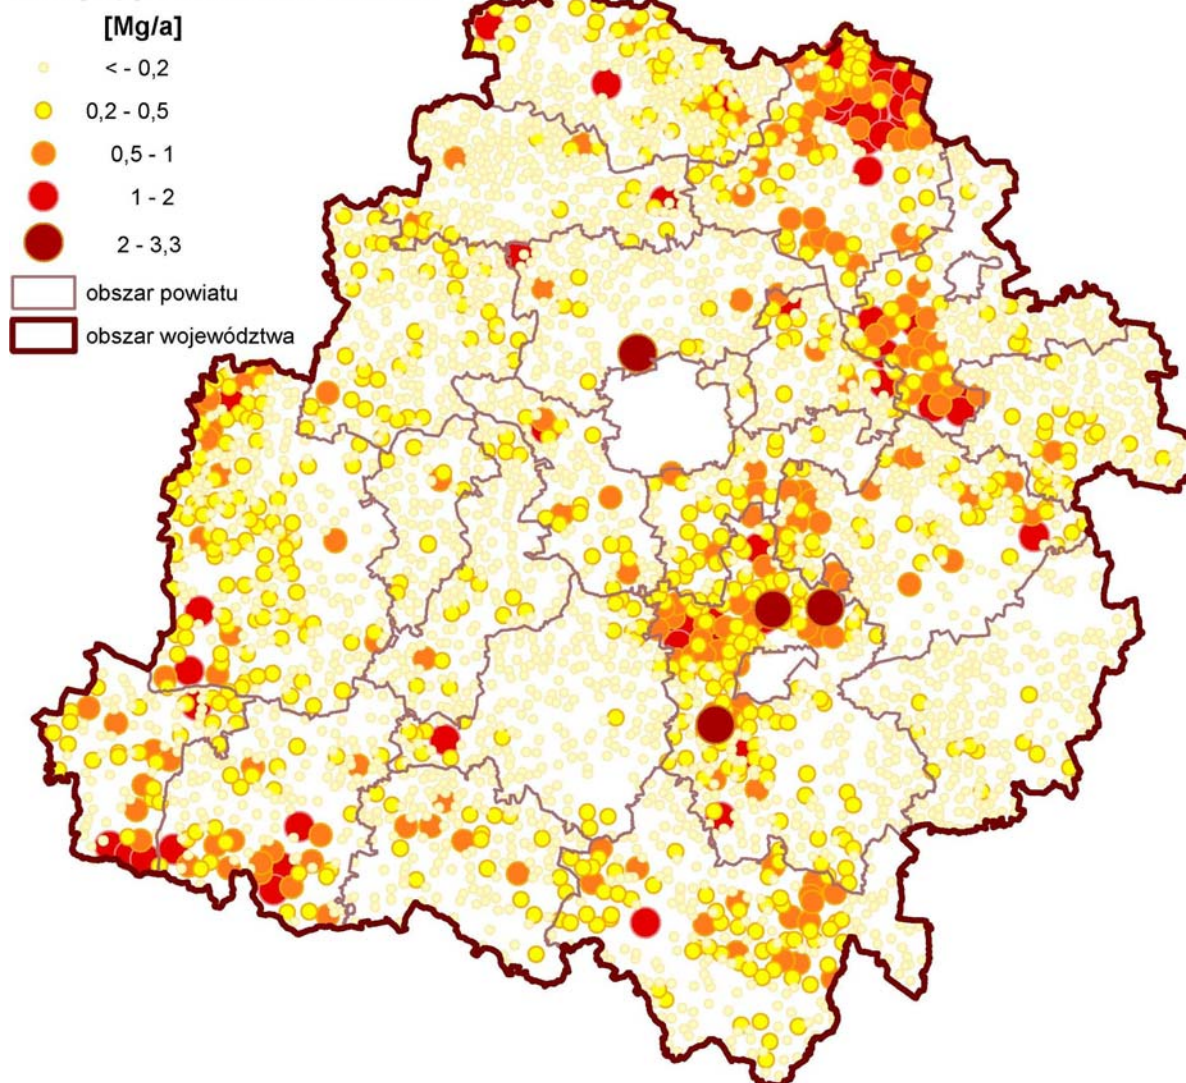 [Mg/a]
< - 0,2
0,2 - 0,5
0,5 - 1
1 - 2
2 - 3,3
obszar powiatu
obszar województwa